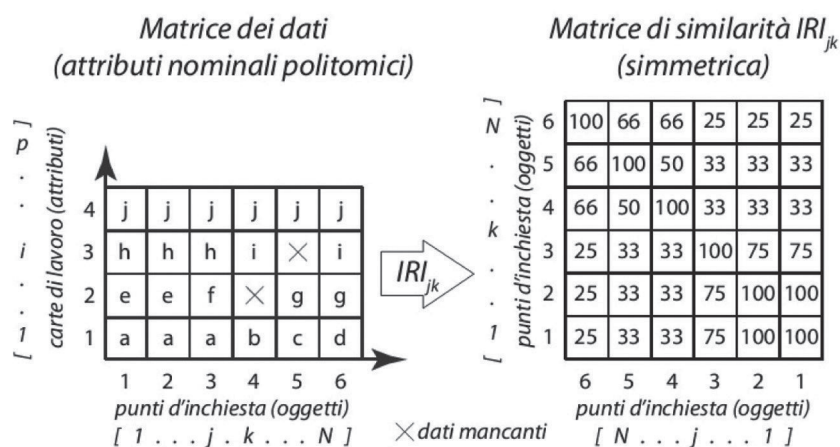 Matrice dei dati
(attributi nominali politomici)
[ 1 . . i . . p ]
carte di lavoro (attributi)
4 j j j j j j
3 h h h i × i
2 e e f × g g
1 a a a b c d
1 2 3 4 5 6
punti d'inchiesta (oggetti)
[ 1 . . . j . k . . . N ]
× dati mancanti
IRIjk
Matrice di similarità IRIjk
(simmetrica)
[ 1 . . . k . . . N ]
punti d'inchiesta (oggetti)
6 100 66 66 25 25 25
5 66 100 50 33 33 33
4 66 50 100 33 33 33
3 25 33 33 100 75 75
2 25 33 33 75 100 100
1 25 33 33 75 100 100
6 5 4 3 2 1
punti d'inchiesta (oggetti)
[ N . . . j . . . 1 ]